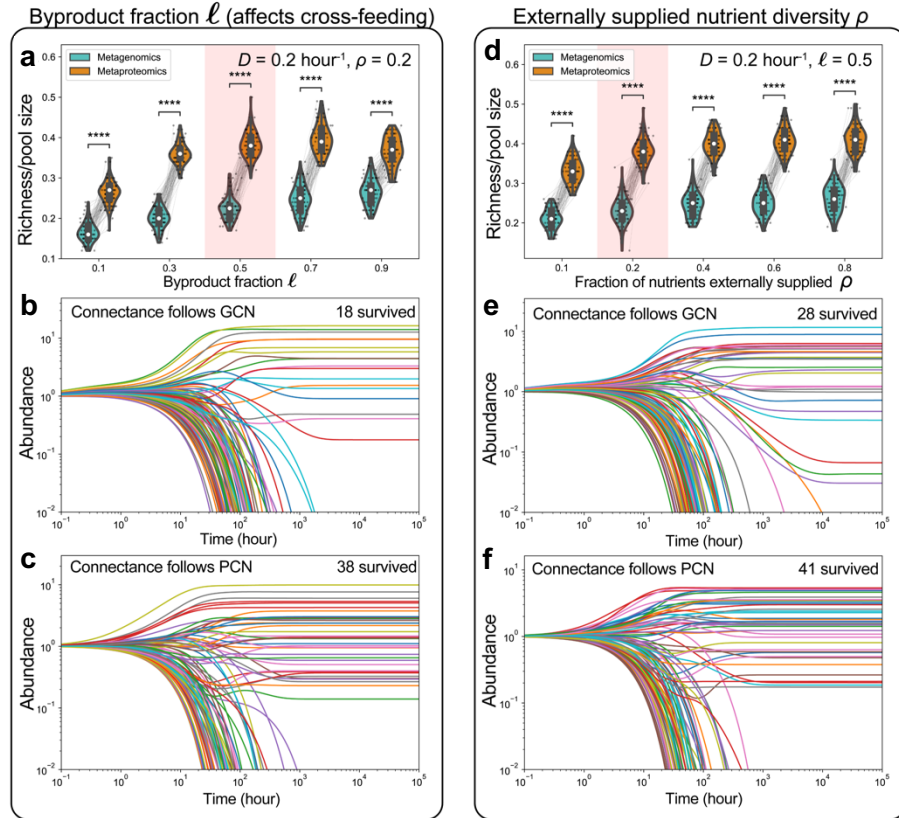 Byproduct fraction ℓ (affects cross-feeding)
a
Metagenomics
Metaproteomics
D = 0.2 hour⁻¹, ρ = 0.2
****
****
****
****
****
Richness/pool size
0.6
0.5
0.4
0.3
0.2
0.1
0.1 0.3 0.5 0.7 0.9
Byproduct fraction ℓ
b
Connectance follows GCN 18 survived
Abundance
10¹
10⁰
10⁻¹
10⁻²
10⁻¹ 10⁰ 10¹ 10² 10³ 10⁴ 10⁵
Time (hour)
c
Connectance follows PCN 38 survived
Abundance
10¹
10⁰
10⁻¹
10⁻²
10⁻¹ 10⁰ 10¹ 10² 10³ 10⁴ 10⁵
Time (hour)
Externally supplied nutrient diversity ρ
d
Metagenomics
Metaproteomics
D = 0.2 hour⁻¹, ℓ = 0.5
****
****
****
****
****
Richness/pool size
0.6
0.5
0.4
0.3
0.2
0.1 0.2 0.4 0.6 0.8
Fraction of nutrients externally supplied ρ
e
Connectance follows GCN 28 survived
Abundance
10¹
10⁰
10⁻¹
10⁻²
10⁻¹ 10⁰ 10¹ 10² 10³ 10⁴ 10⁵
Time (hour)
f
Connectance follows PCN 41 survived
Abundance
10¹
10⁰
10⁻¹
10⁻²
10⁻¹ 10⁰ 10¹ 10² 10³ 10⁴ 10⁵
Time (hour)